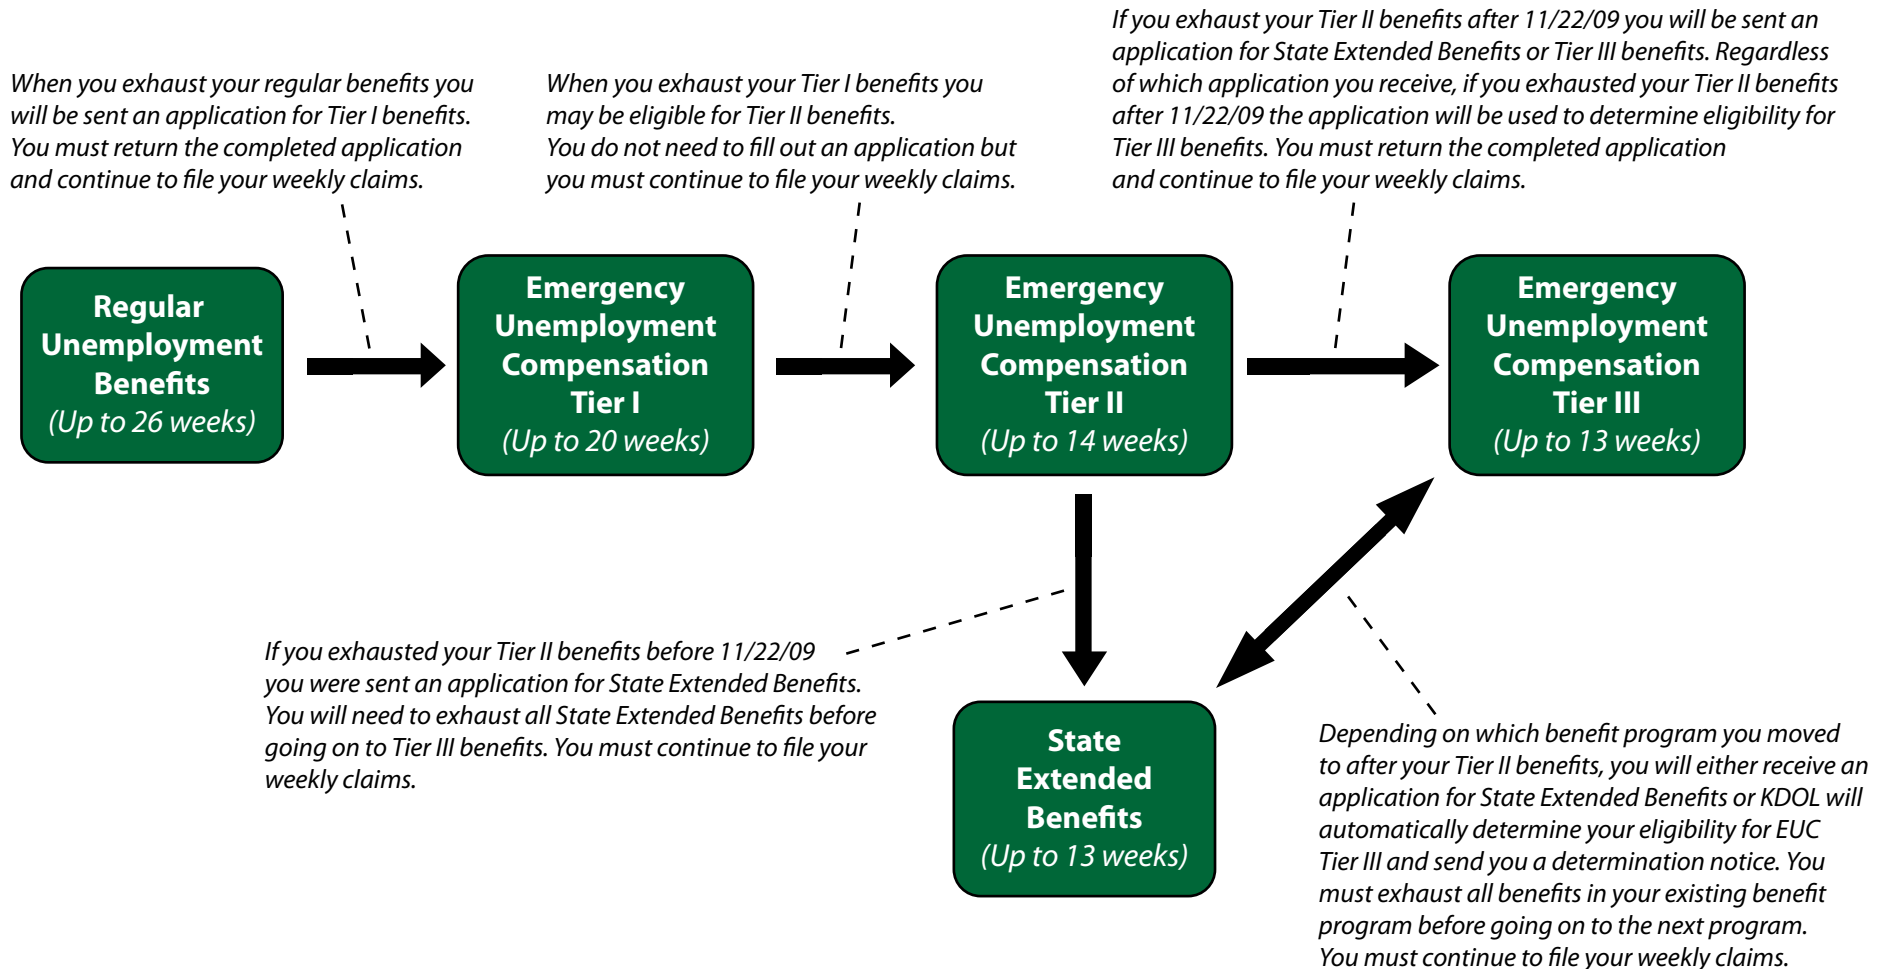 When you exhaust your regular benefits you
will be sent an application for Tier I benefits.
You must return the completed application
and continue to file your weekly claims.
When you exhaust your Tier I benefits you
may be eligible for Tier II benefits.
You do not need to fill out an application but
you must continue to file your weekly claims.
If you exhaust your Tier II benefits after 11/22/09 you will be sent an
application for State Extended Benefits or Tier III benefits. Regardless
of which application you receive, if you exhausted your Tier II benefits
after 11/22/09 the application will be used to determine eligibility for
Tier III benefits. You must return the completed application
and continue to file your weekly claims.
Regular
Unemployment
Benefits
(Up to 26 weeks)
Emergency
Unemployment
Compensation
Tier I
(Up to 20 weeks)
Emergency
Unemployment
Compensation
Tier II
(Up to 14 weeks)
Emergency
Unemployment
Compensation
Tier III
(Up to 13 weeks)
If you exhausted your Tier II benefits before 11/22/09
you were sent an application for State Extended Benefits.
You will need to exhaust all State Extended Benefits before
going on to Tier III benefits. You must continue to file your
weekly claims.
State
Extended
Benefits
(Up to 13 weeks)
Depending on which benefit program you moved
to after your Tier II benefits, you will either receive an
application for State Extended Benefits or KDOL will
automatically determine your eligibility for EUC
Tier III and send you a determination notice. You
must exhaust all benefits in your existing benefit
program before going on to the next program.
You must continue to file your weekly claims.